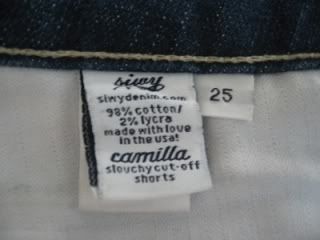 siwy
siwydenim.com
98% cotton/
2% lycra
made with love
in the usa!
camilla
slouchy cut-off
shorts
25